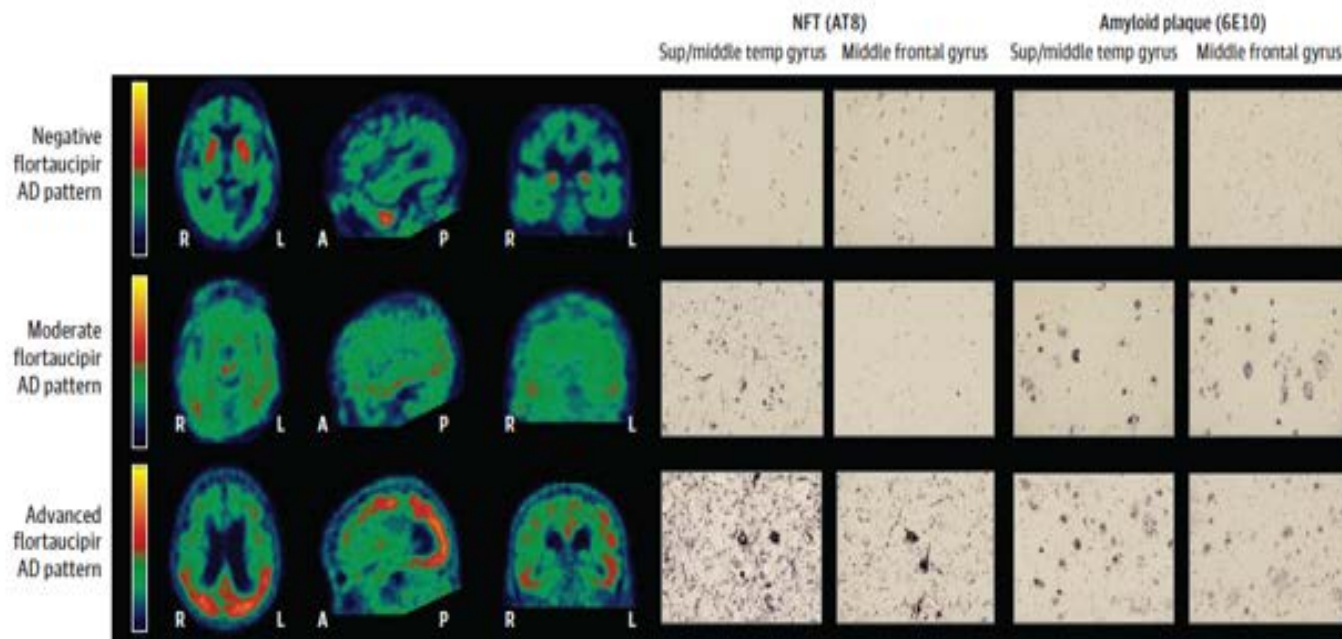 NFT (AT8) Amyloid plaque (6E10)
Sup/middle temp gyrus Middle frontal gyrus Sup/middle temp gyrus Middle frontal gyrus
Negative
flortaucipir
AD pattern
R L A P R L
Moderate
flortaucipir
AD pattern
R L A P R L
Advanced
flortaucipir
AD pattern
R L A P R L